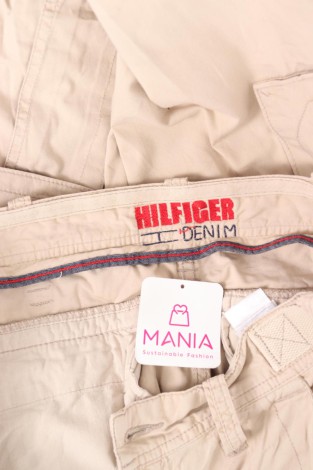 HILFIGER
DENIM
MANIA
Sustainable Fashion